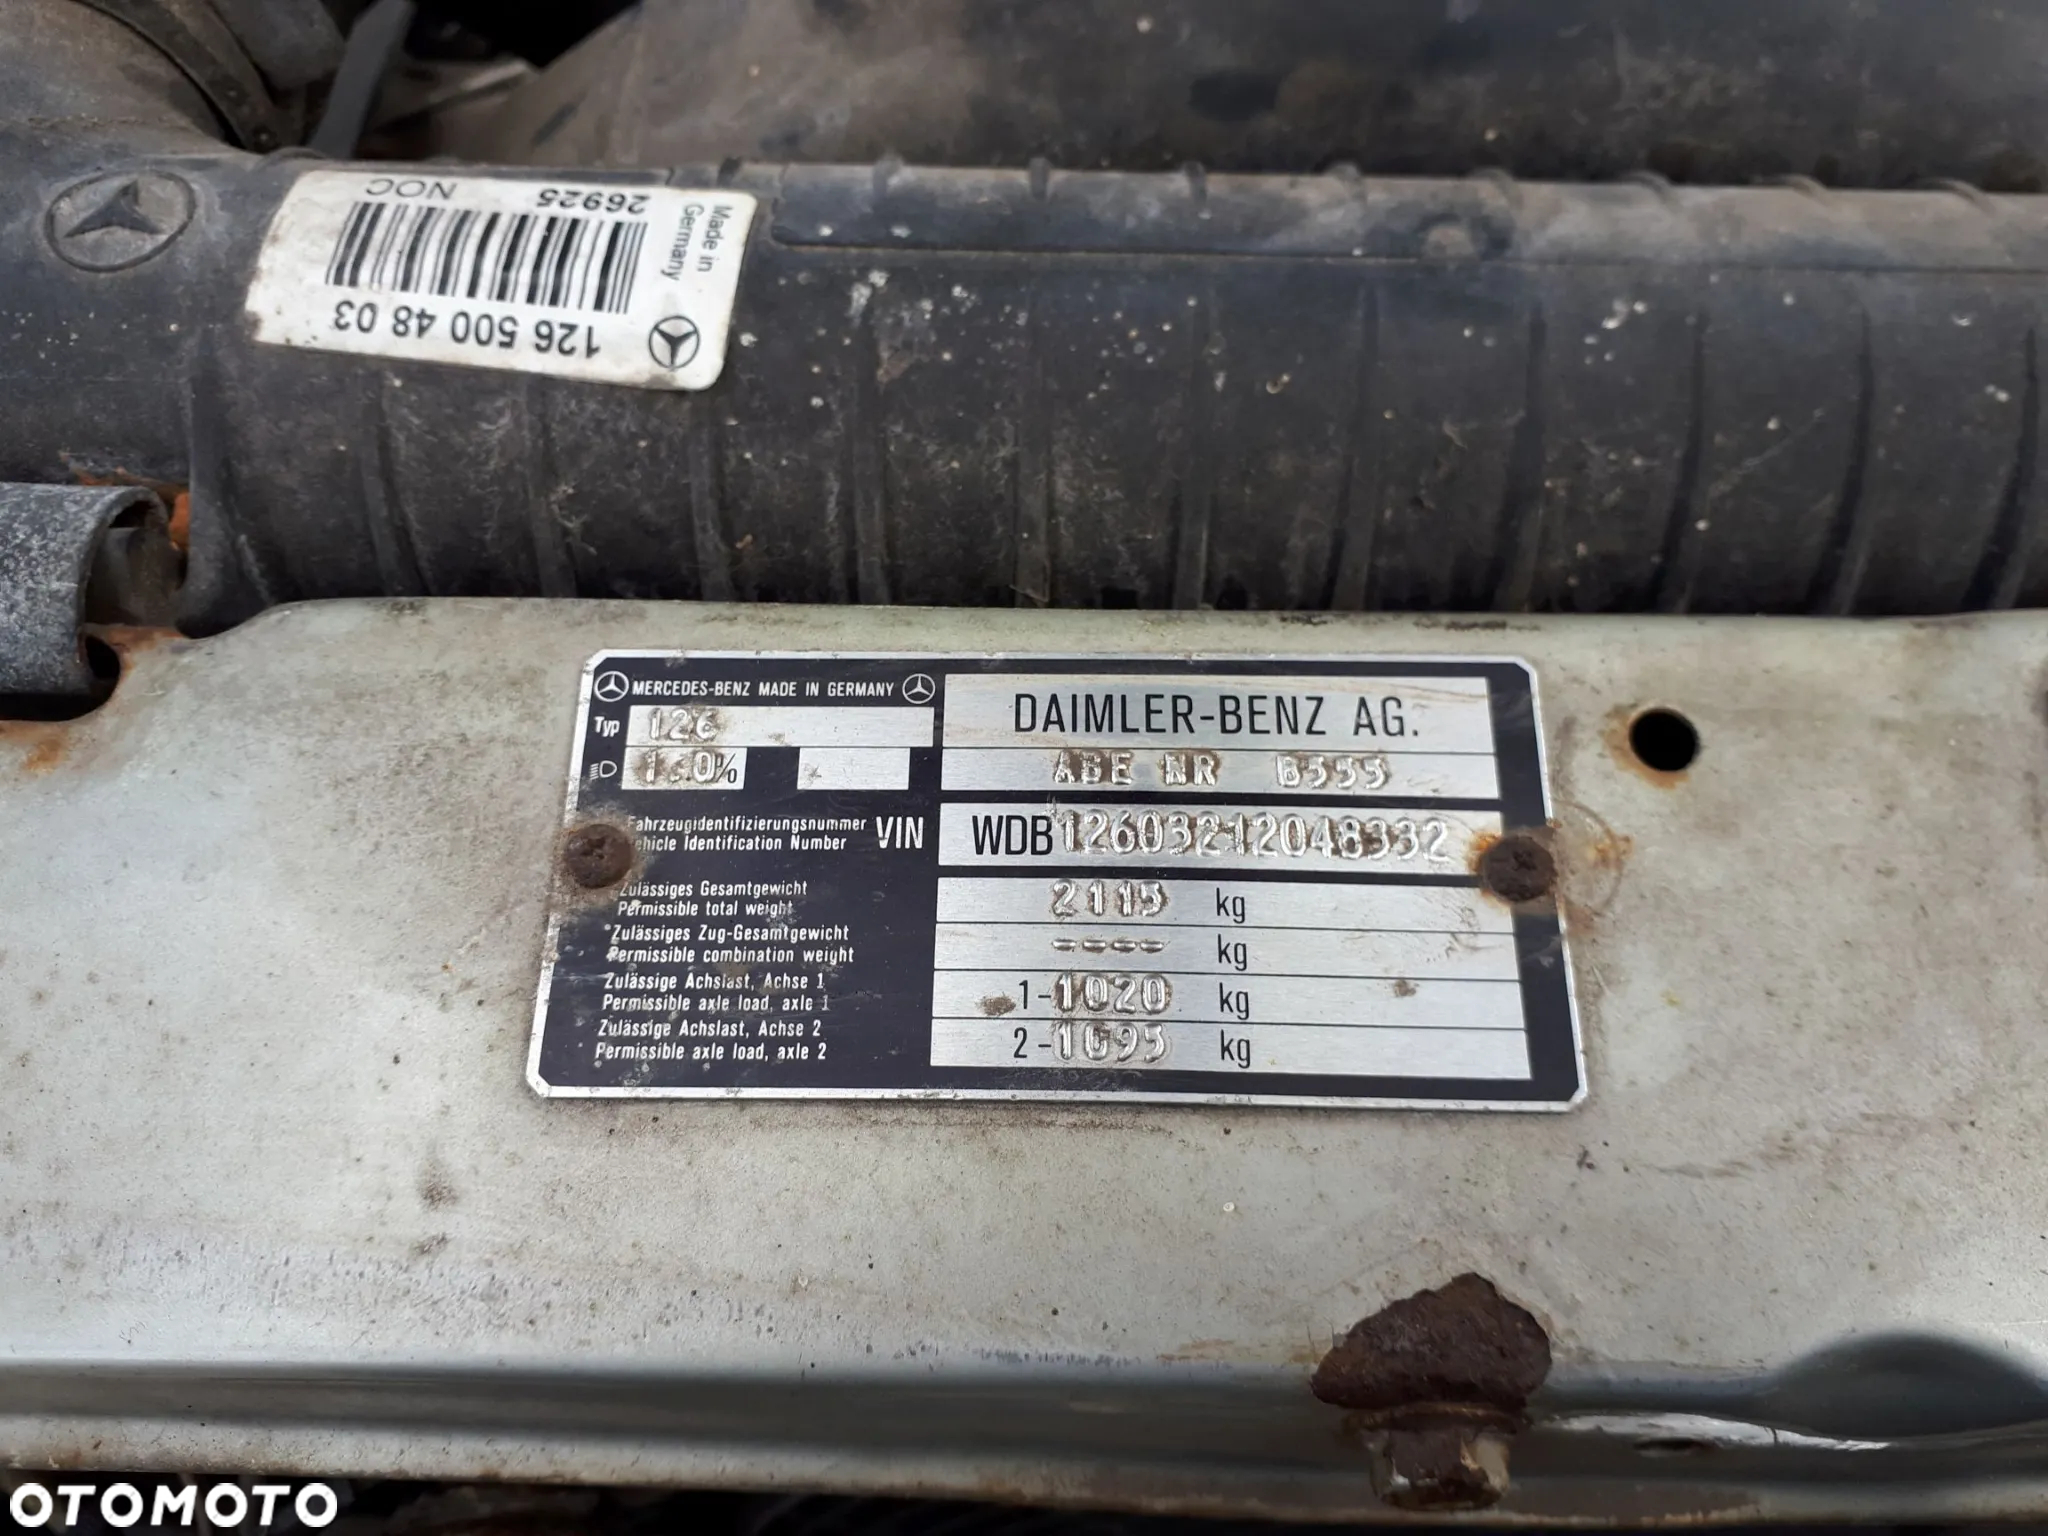 Made in
Germany
126 500 48 03
26925 NOC
MERCEDES-BENZ MADE IN GERMANY
Typ 126
DAIMLER-BENZ AG.
ABE NR B355
Fahrzeugidentifizierungsnummer
Vehicle Identification Number
VIN WDB12603212048332
Zulässiges Gesamtgewicht
Permissible total weight
2115 kg
Zulässiges Zug-Gesamtgewicht
Permissible combination weight
---- kg
Zulässige Achslast, Achse 1
Permissible axle load, axle 1
1-1020 kg
Zulässige Achslast, Achse 2
Permissible axle load, axle 2
2-1095 kg
OTOMOTO